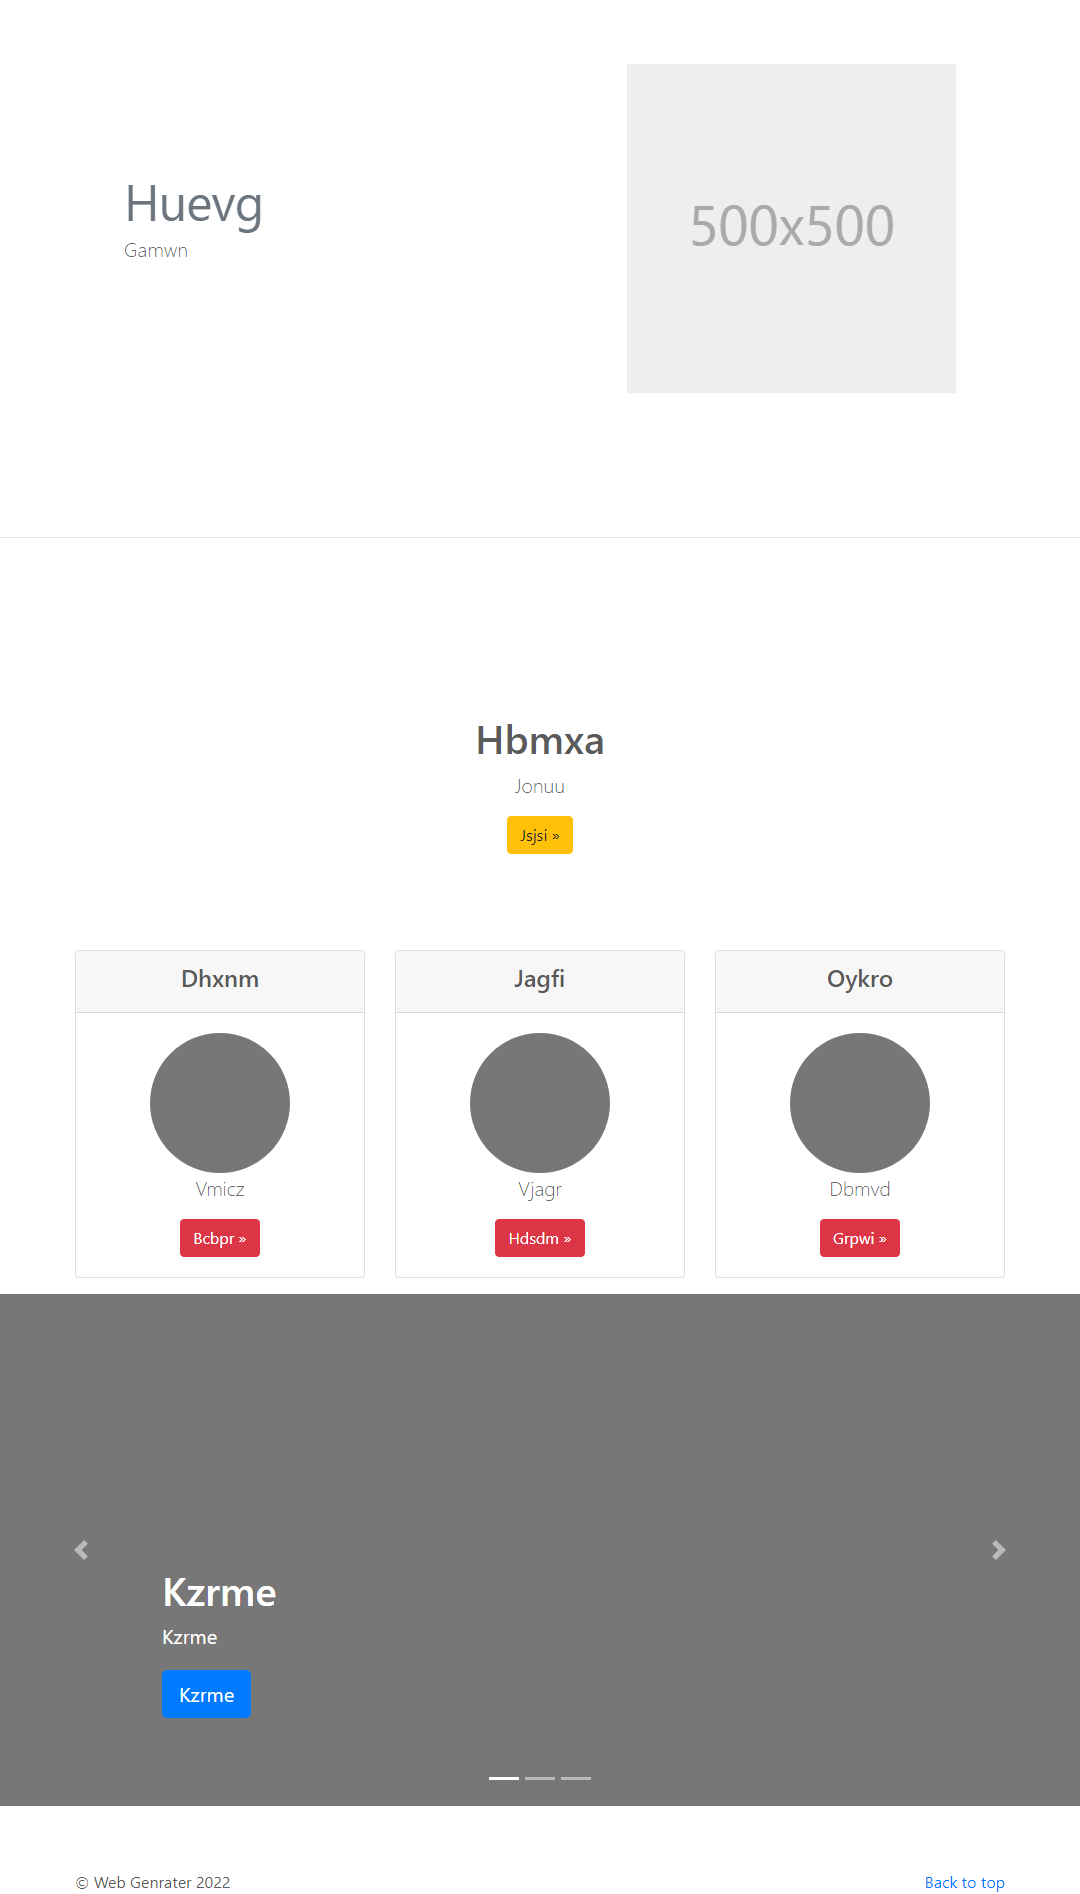 Huevg
Gamwn
500x500
Hbmxa
Jonuu
Jsjsi »
Dhxnm
Vmicz
Bcbpr »
Jagfi
Vjagr
Hdsdm »
Oykro
Dbmvd
Grpwi »
Kzrme
Kzrme
Kzrme
© Web Genrater 2022
Back to top